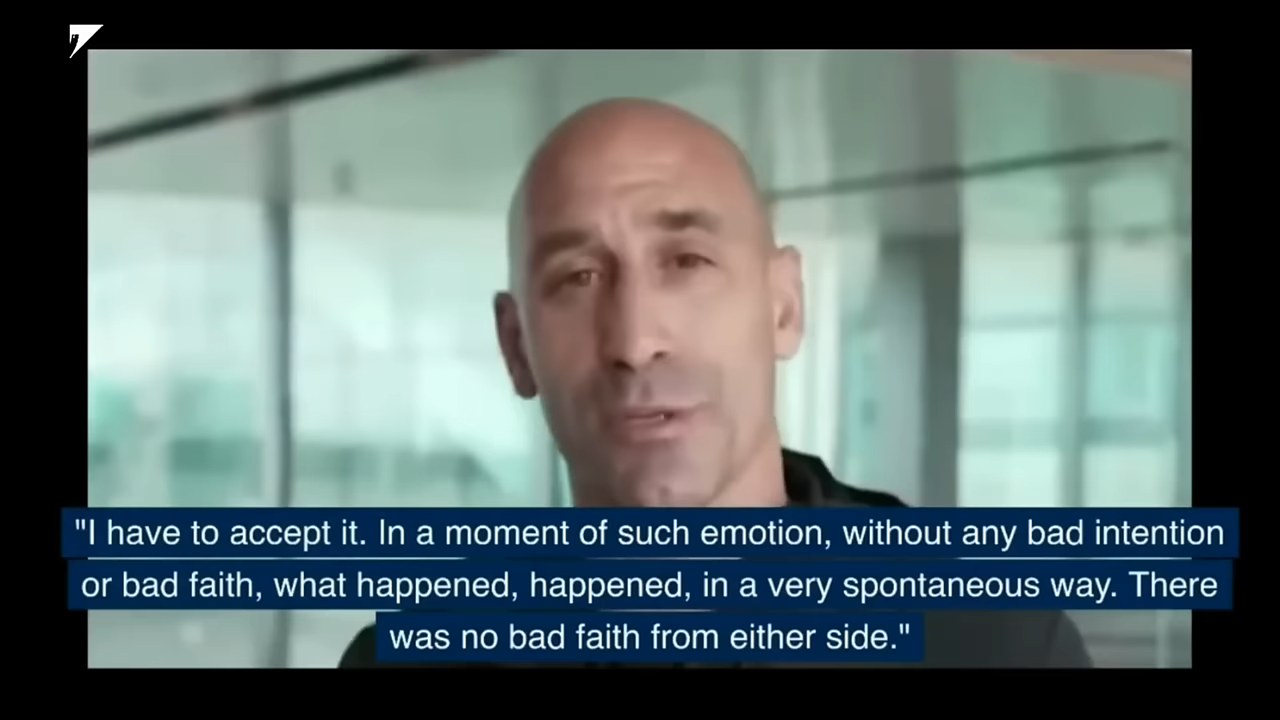 "I have to accept it. In a moment of such emotion, without any bad intention
or bad faith, what happened, happened, in a very spontaneous way. There
was no bad faith from either side."